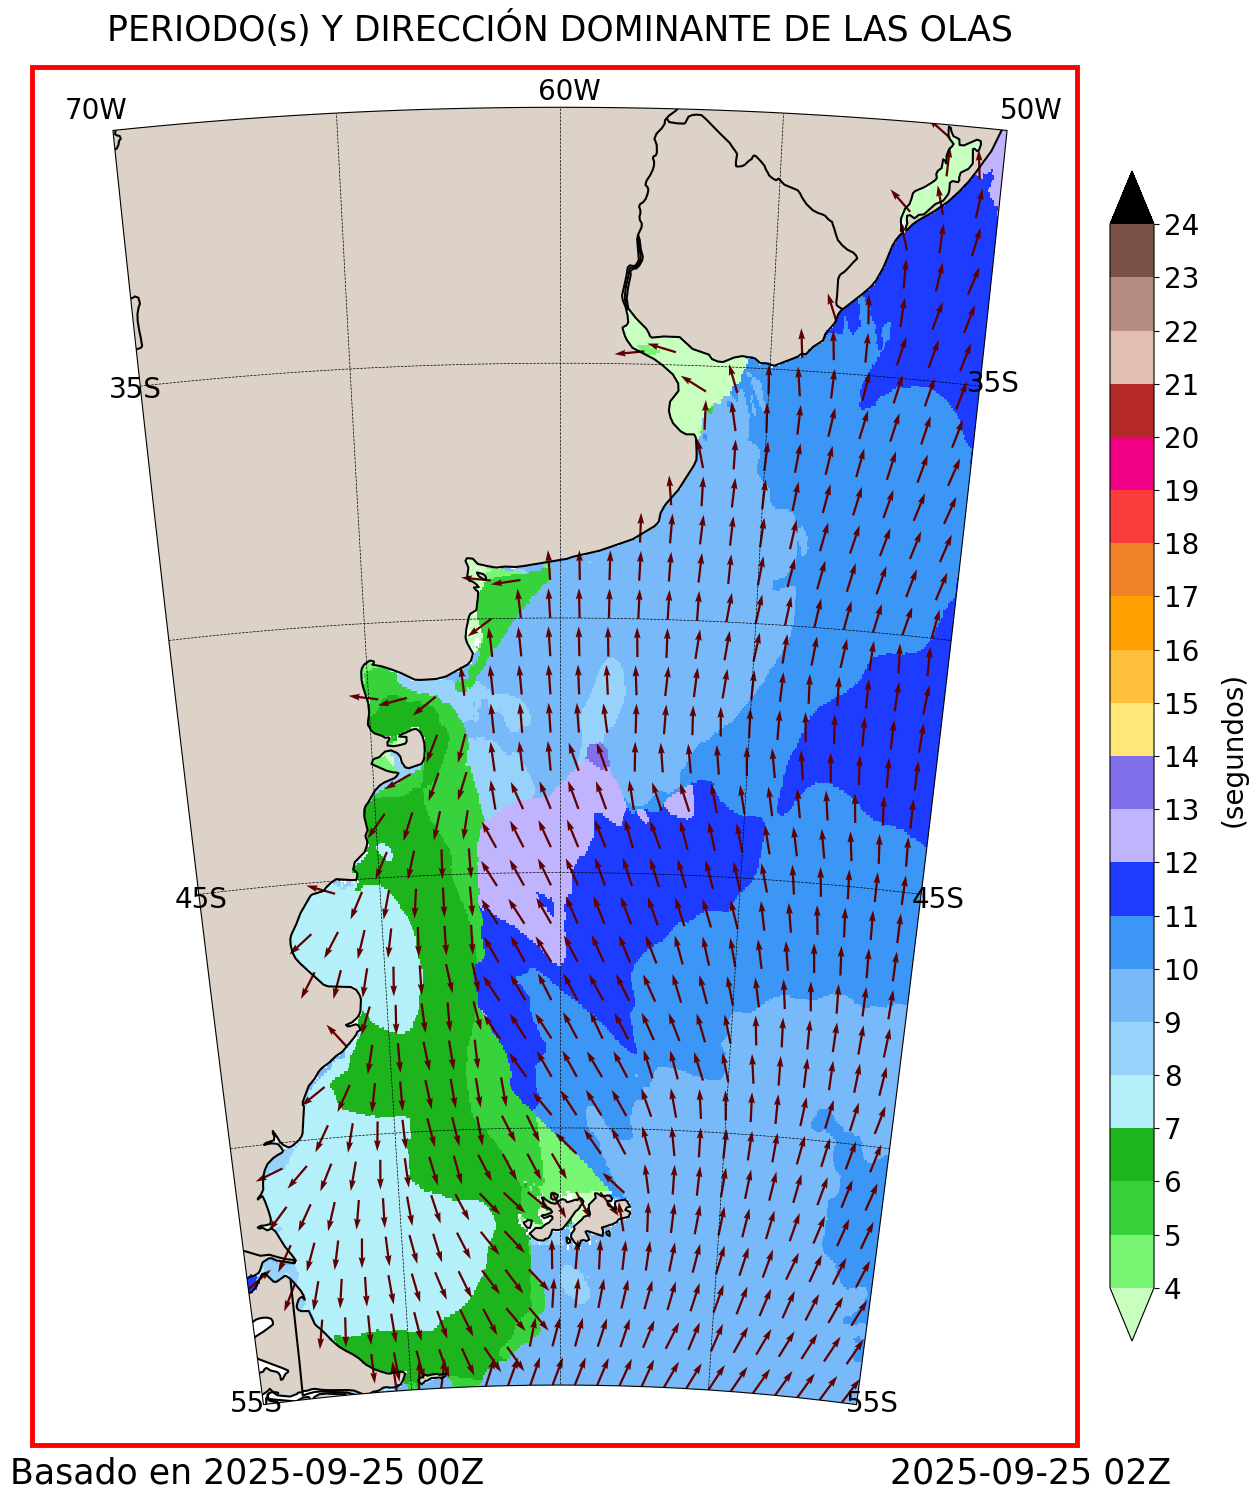 PERIODO(s) Y DIRECCIÓN DOMINANTE DE LAS OLAS
70W
60W
50W
35S
35S
45S
45S
55S
55S
24
23
22
21
20
19
18
17
16
15
14
13
12
11
10
9
8
7
6
5
4
(segundos)
Basado en 2025-09-25 00Z
2025-09-25 02Z